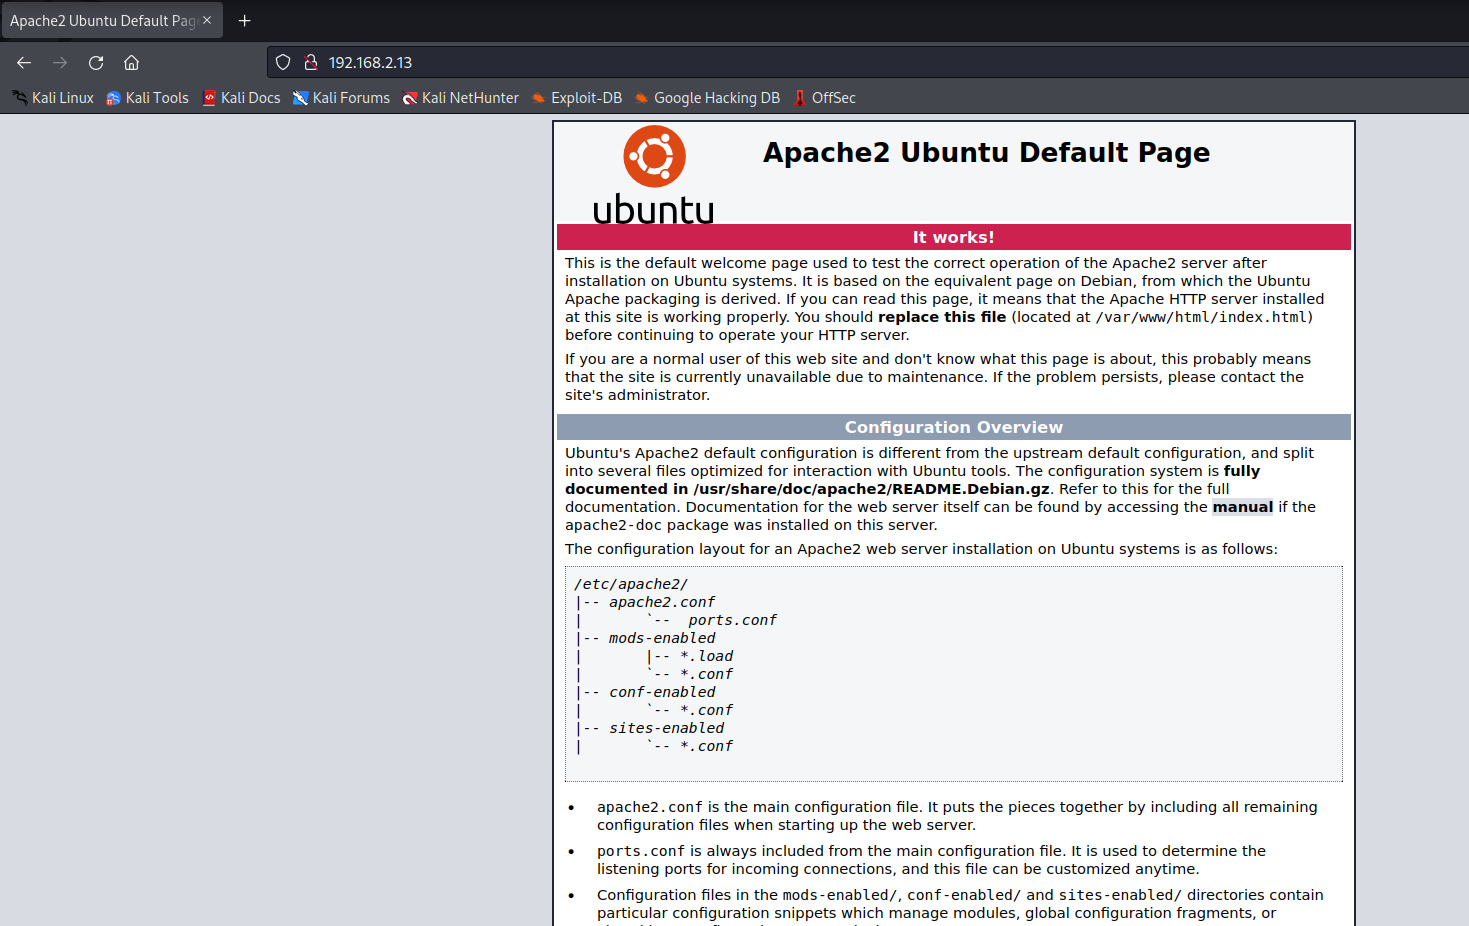 Apache2 Ubuntu Default Pag
192.168.2.13
Kali Linux Kali Tools Kali Docs Kali Forums Kali NetHunter Exploit-DB Google Hacking DB OffSec
ubuntu
Apache2 Ubuntu Default Page
It works!
This is the default welcome page used to test the correct operation of the Apache2 server after
installation on Ubuntu systems. It is based on the equivalent page on Debian, from which the Ubuntu
Apache packaging is derived. If you can read this page, it means that the Apache HTTP server installed
at this site is working properly. You should replace this file (located at /var/www/html/index.html)
before continuing to operate your HTTP server.
If you are a normal user of this web site and don't know what this page is about, this probably means
that the site is currently unavailable due to maintenance. If the problem persists, please contact the
site's administrator.
Configuration Overview
Ubuntu's Apache2 default configuration is different from the upstream default configuration, and split
into several files optimized for interaction with Ubuntu tools. The configuration system is fully
documented in /usr/share/doc/apache2/README.Debian.gz. Refer to this for the full
documentation. Documentation for the web server itself can be found by accessing the manual if the
apache2-doc package was installed on this server.
The configuration layout for an Apache2 web server installation on Ubuntu systems is as follows:
/etc/apache2/
|-- apache2.conf
|       `--  ports.conf
|-- mods-enabled
|       |-- *.load
|       `-- *.conf
|-- conf-enabled
|       `-- *.conf
|-- sites-enabled
|       `-- *.conf
• apache2.conf is the main configuration file. It puts the pieces together by including all remaining
configuration files when starting up the web server.
• ports.conf is always included from the main configuration file. It is used to determine the
listening ports for incoming connections, and this file can be customized anytime.
• Configuration files in the mods-enabled/, conf-enabled/ and sites-enabled/ directories contain
particular configuration snippets which manage modules, global configuration fragments, or